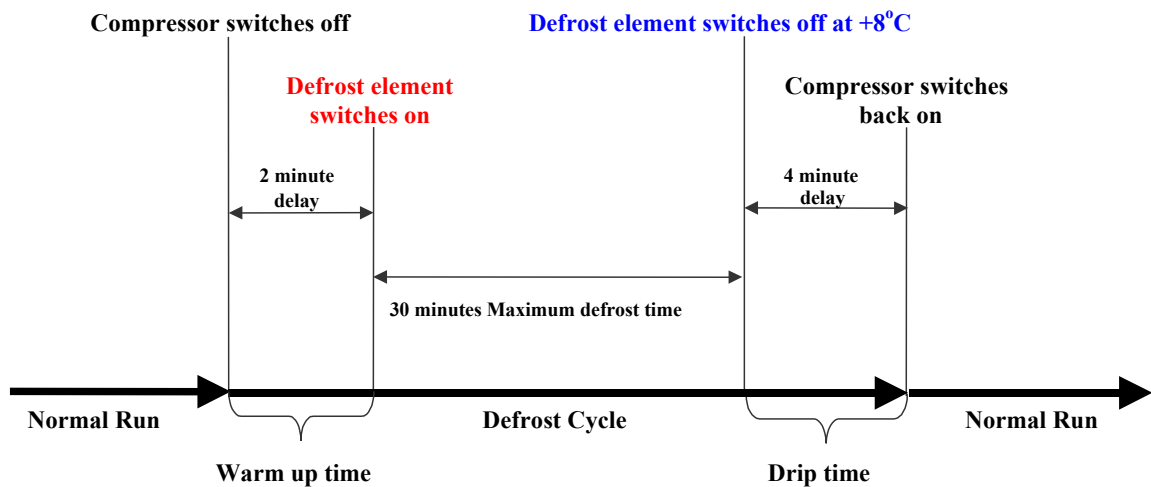 Compressor switches off
Defrost element switches off at +8°C
Defrost element
switches on
Compressor switches
back on
2 minute
delay
4 minute
delay
30 minutes Maximum defrost time
Normal Run
Defrost Cycle
Normal Run
Warm up time
Drip time